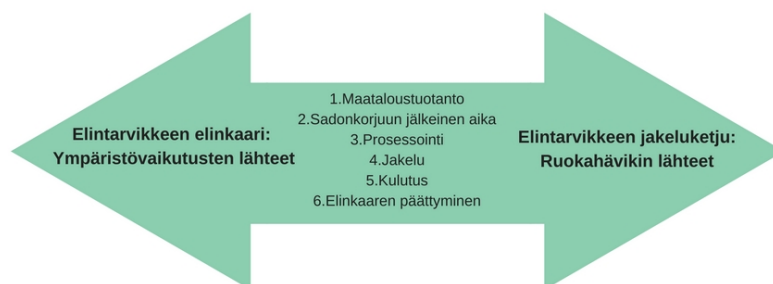 Elintarvikkeen elinkaari:
Ympäristövaikutusten lähteet
1.Maataloustuotanto
2.Sadonkorjuun jälkeinen aika
3.Prosessointi
4.Jakelu
5.Kulutus
6.Elinkaaren päättyminen
Elintarvikkeen jakeluketju:
Ruokahävikin lähteet